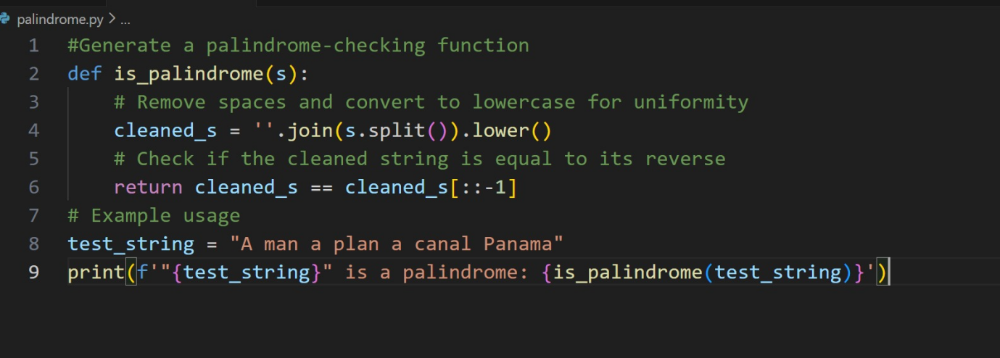 palindrome.py > ...
1 #Generate a palindrome-checking function
2 def is_palindrome(s):
3     # Remove spaces and convert to lowercase for uniformity
4     cleaned_s = ''.join(s.split()).lower()
5     # Check if the cleaned string is equal to its reverse
6     return cleaned_s == cleaned_s[::-1]
7 # Example usage
8 test_string = "A man a plan a canal Panama"
9 print(f'"{test_string}" is a palindrome: {is_palindrome(test_string)}')